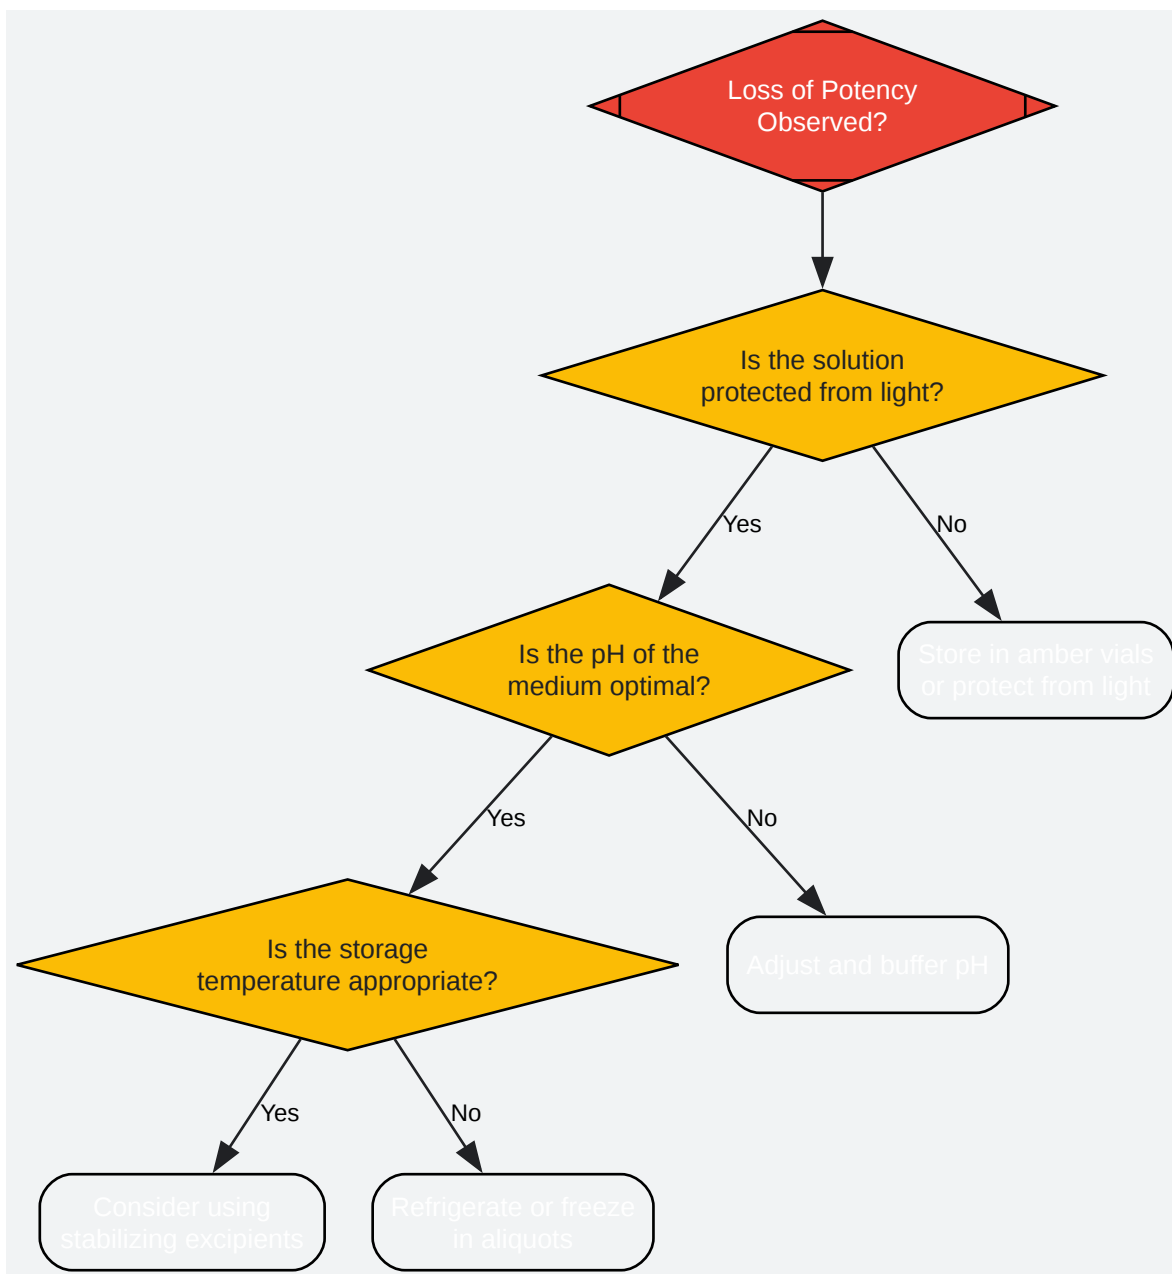 Loss of Potency
Observed?
Is the solution
protected from light?
Yes
No
Is the pH of the
medium optimal?
Store in amber vials
or protect from light
Yes
No
Is the storage
temperature appropriate?
Adjust and buffer pH
Yes
No
Consider using
stabilizing excipients
Refrigerate or freeze
in aliquots